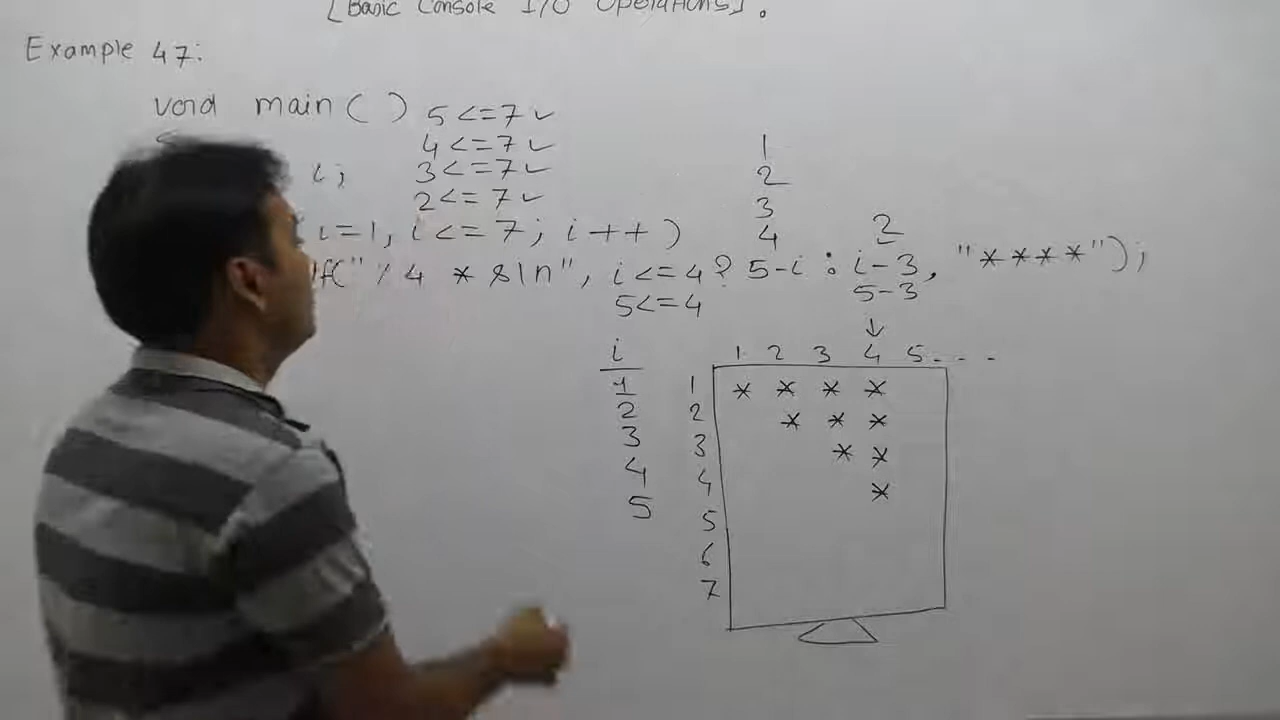 [Basic Console I/O Operations].
Example 47:
void main( ) 5<=7✓
4<=7✓
i; 3<=7✓
2<=7✓
1
2
3
4
i=1, i<=7; i++)
2
f("% 4 * s\n", i<=4? 5-i : i-3, "****");
5<=4 5-3
↓
i 1 2 3 4 5 . . .
1 1 * * * *
2 2 * * *
3 3 * *
4 4 *
5 5
6
7